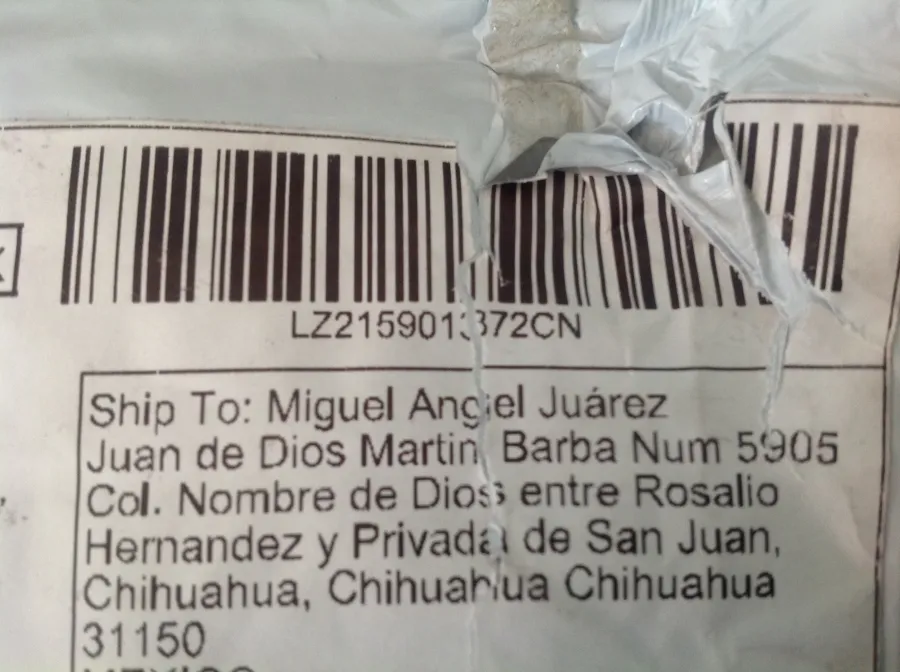 LZ215901372CN
Ship To: Miguel Angel Juárez
Juan de Dios Martin Barba Num 5905
Col. Nombre de Dios entre Rosalio
Hernandez y Privada de San Juan,
Chihuahua, Chihuahua Chihuahua
31150
MEXICO